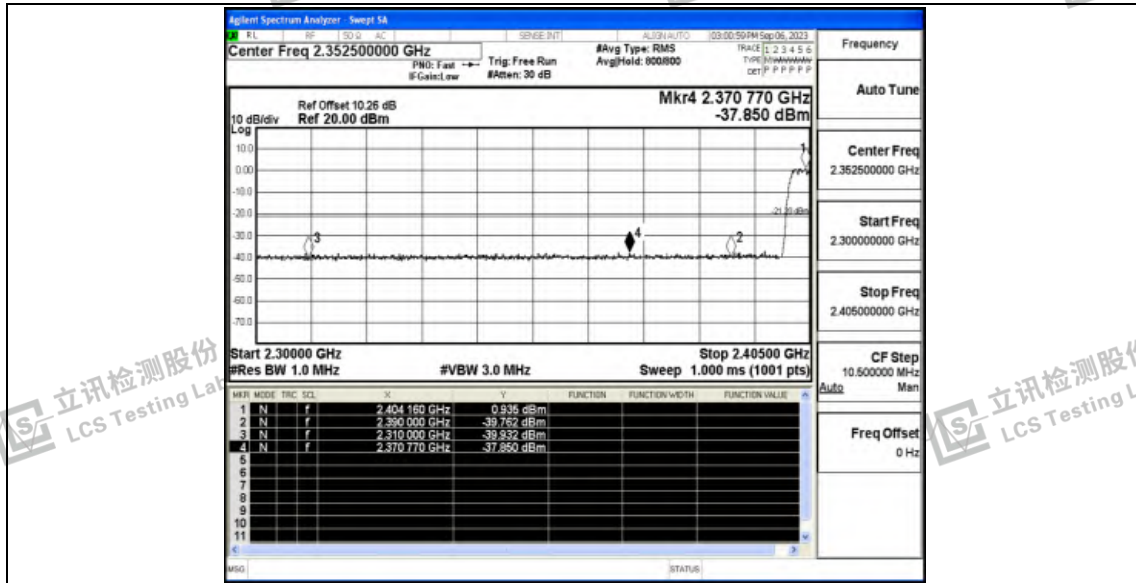 Agilent Spectrum Analyzer - Swept SA
RL RF 50 Ω AC SENSE:INT ALIGN AUTO 03:00:59 PM Sep 06, 2023
Center Freq 2.352500000 GHz
#Avg Type: RMS
TRACE 1 2 3 4 5 6
PNO: Fast
Trig: Free Run
Avg|Hold: 800/800
TYPE
IFGain:Low
#Atten: 30 dB
DET P P P P P P
Ref Offset 10.26 dB
Mkr4 2.370 770 GHz
10 dB/div
Ref 20.00 dBm
-37.850 dBm
Log
10.0
0.00
-10.0
-20.0
-30.0
-40.0
-50.0
-60.0
-70.0
1
3
4
2
Start 2.30000 GHz
Stop 2.40500 GHz
#Res BW 1.0 MHz
#VBW 3.0 MHz
Sweep 1.000 ms (1001 pts)
MKR MODE TRC SCL X Y FUNCTION FUNCTION WIDTH FUNCTION VALUE
1 N f 2.404 160 GHz 0.935 dBm
2 N f 2.390 000 GHz -39.762 dBm
3 N f 2.310 000 GHz -39.932 dBm
4 N f 2.370 770 GHz -37.850 dBm
5
6
7
8
9
10
11
MSG
STATUS
Frequency
Auto Tune
Center Freq
2.352500000 GHz
Start Freq
2.300000000 GHz
Stop Freq
2.405000000 GHz
CF Step
10.500000 MHz
Auto Man
Freq Offset
0 Hz
立讯检测股份
LCS Testing Lab
立讯检测股份
LCS Testing L